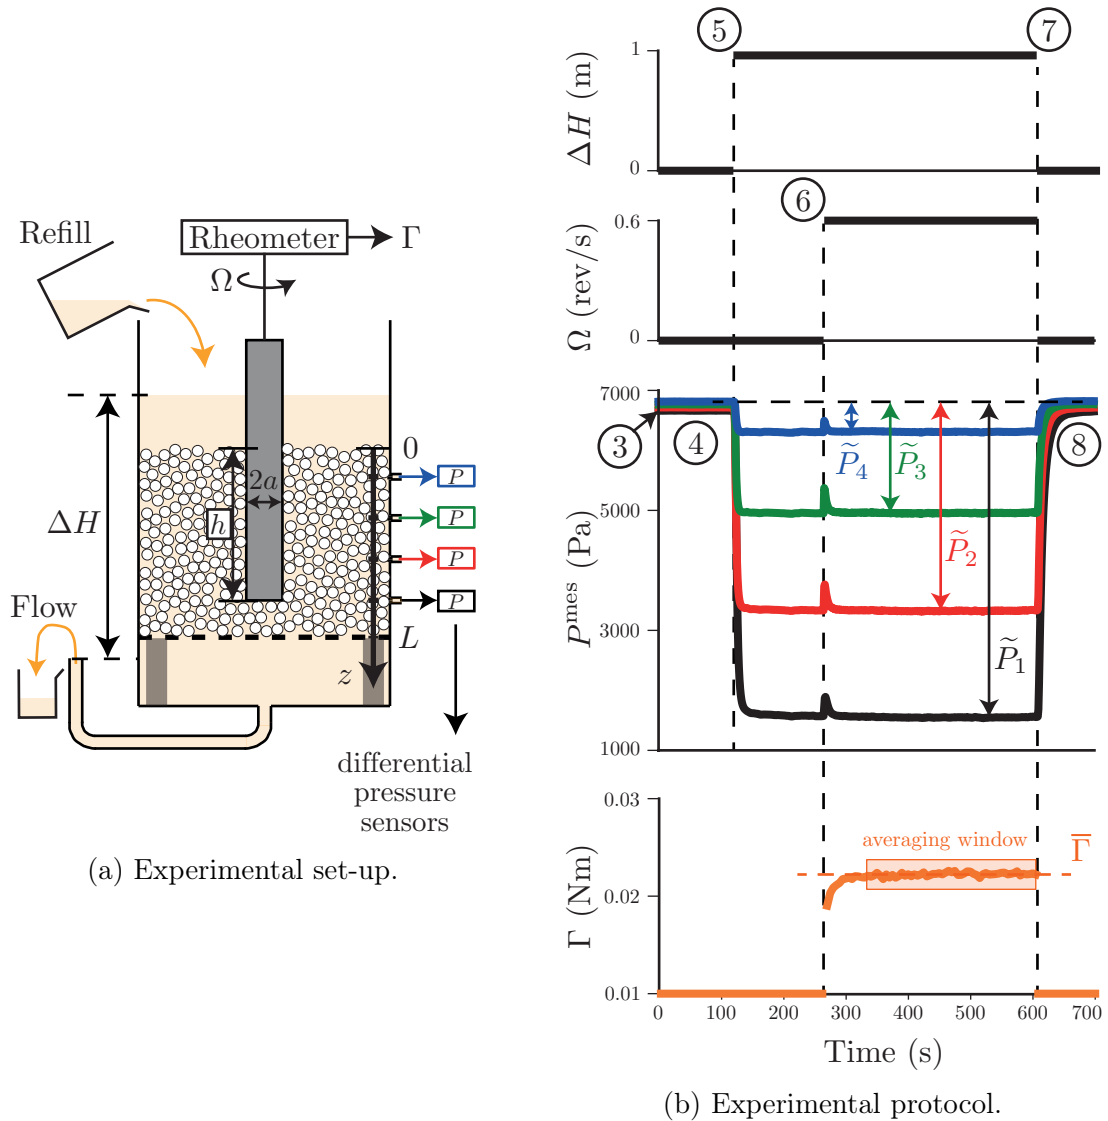 Refill
Rheometer
Γ
Ω
0
2a
P
P
h
P
P
ΔH
Flow
L
z
differential
pressure
sensors
(a) Experimental set-up.
5
7
1
ΔH (m)
0
6
0.6
Ω (rev/s)
0
7000
3
4
8
P̃₄
P̃₃
5000
P̃₂
Pᵐᵉˢ (Pa)
3000
P̃₁
1000
0.03
averaging window
Γ̅
0.02
Γ (Nm)
0.01
0 100 200 300 400 500 600 700
Time (s)
(b) Experimental protocol.